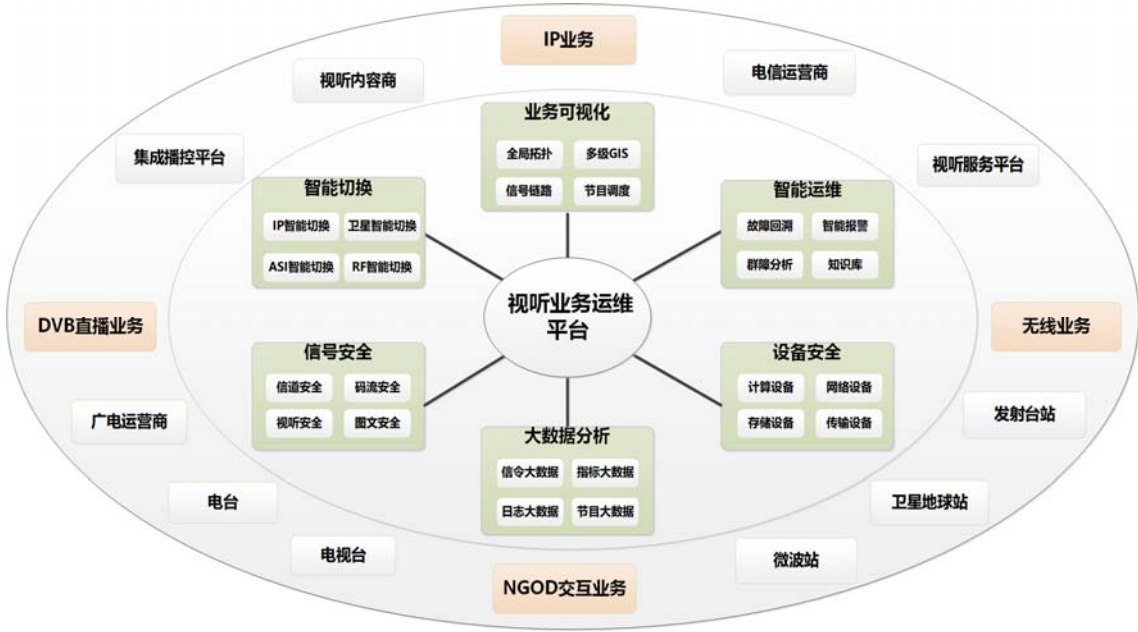 IP业务
视听内容商
电信运营商
集成播控平台
视听服务平台
业务可视化
全局拓扑
多级GIS
信号链路
节目调度
智能切换
IP智能切换
卫星智能切换
ASI智能切换
RF智能切换
智能运维
故障回溯
智能报警
群障分析
知识库
视听业务运维
平台
DVB直播业务
无线业务
信号安全
信道安全
码流安全
视听安全
图文安全
设备安全
计算设备
网络设备
存储设备
传输设备
大数据分析
信令大数据
指标大数据
日志大数据
节目大数据
广电运营商
发射台站
电台
卫星地球站
电视台
微波站
NGOD交互业务